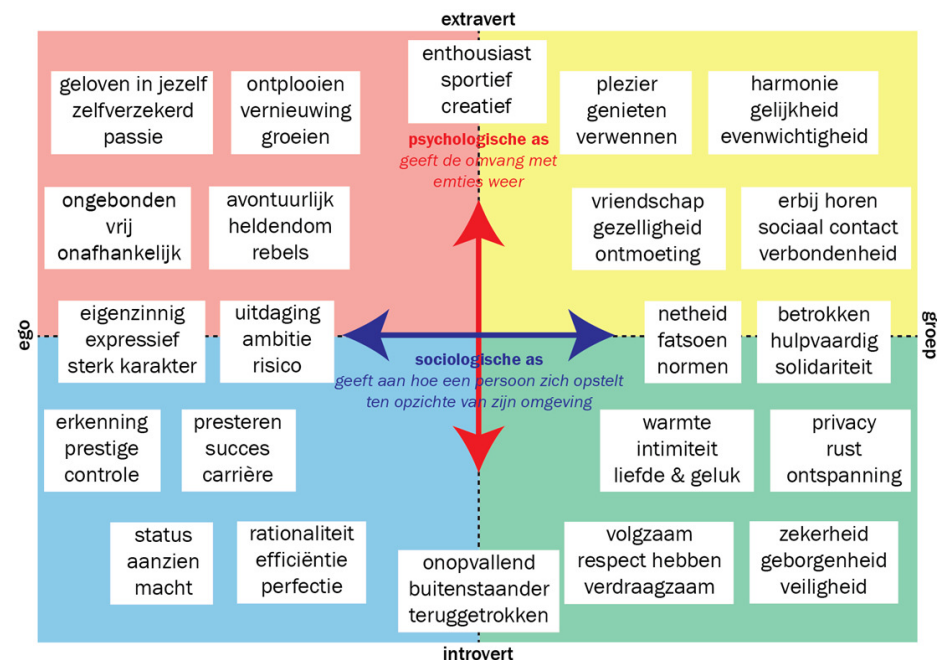 extravert
enthousiast
sportief
creatief
geloven in jezelf
zelfverzekerd
passie
ontplooien
vernieuwing
groeien
plezier
genieten
verwennen
harmonie
gelijkheid
evenwichtigheid
psychologische as
geeft de omvang met
emties weer
ongebonden
vrij
onafhankelijk
avontuurlijk
heldendom
rebels
vriendschap
gezelligheid
ontmoeting
erbij horen
sociaal contact
verbondenheid
ego
eigenzinnig
expressief
sterk karakter
uitdaging
ambitie
risico
netheid
fatsoen
normen
betrokken
hulpvaardig
solidariteit
groep
sociologische as
geeft aan hoe een persoon zich opstelt
ten opzichte van zijn omgeving
erkenning
prestige
controle
presteren
succes
carrière
warmte
intimiteit
liefde & geluk
privacy
rust
ontspanning
status
aanzien
macht
rationaliteit
efficiëntie
perfectie
onopvallend
buitenstaander
teruggetrokken
volgzaam
respect hebben
verdraagzaam
zekerheid
geborgenheid
veiligheid
introvert